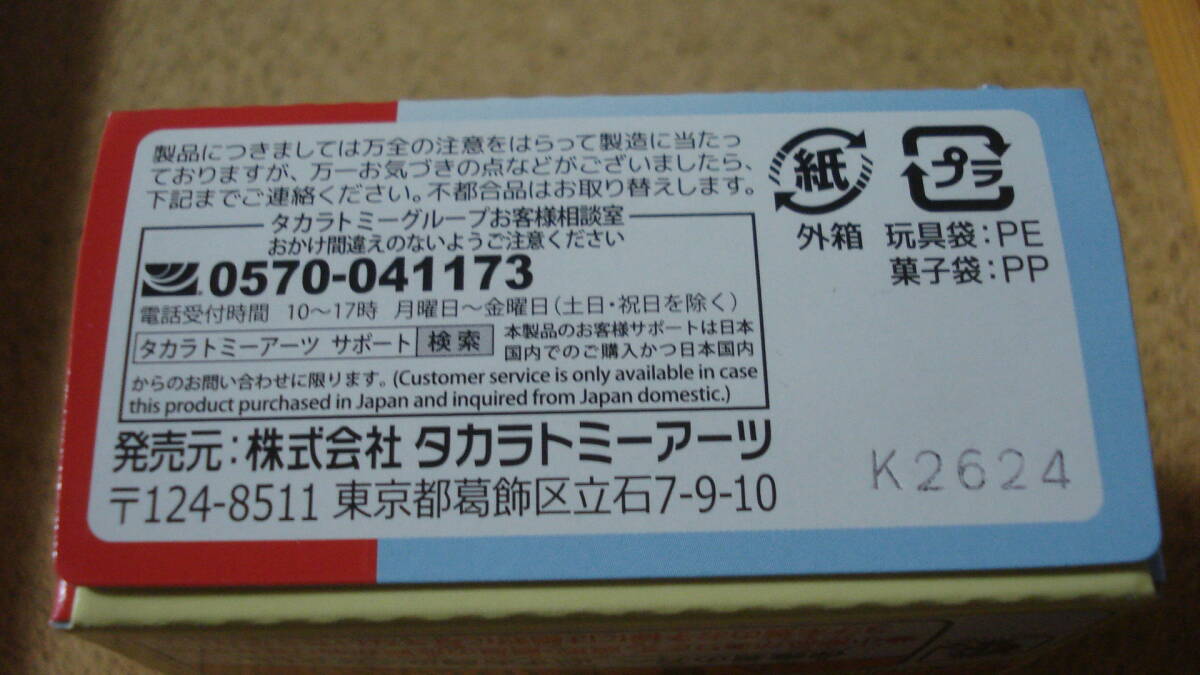 製品につきましては万全の注意をはらって製造に当たっ
ておりますが、万一お気づきの点などがございましたら、
下記までご連絡ください。不都合品はお取り替えします。
タカラトミーグループお客様相談室
おかけ間違えのないようご注意ください
0570-041173
電話受付時間 10～17時 月曜日～金曜日(土日・祝日を除く)
タカラトミーアーツ サポート 検索 本製品のお客様サポートは日本
国内でのご購入かつ日本国内
からのお問い合わせに限ります。(Customer service is only available in case
this product purchased in Japan and inquired from Japan domestic.)
発売元:株式会社 タカラトミーアーツ
〒124-8511 東京都葛飾区立石7-9-10
紙
プラ
外箱 玩具袋:PE
菓子袋:PP
K2624